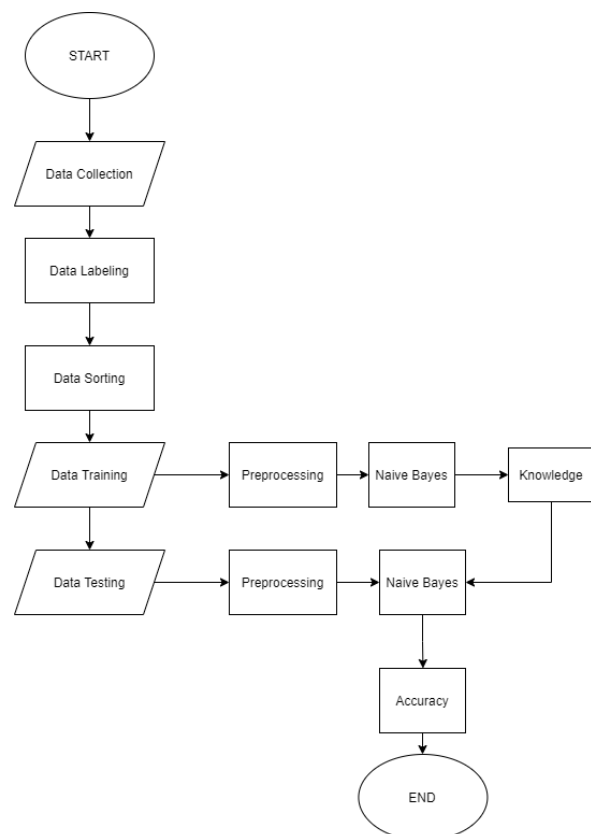 START
Data Collection
Data Labeling
Data Sorting
Data Training
Preprocessing
Naive Bayes
Knowledge
Data Testing
Preprocessing
Naive Bayes
Accuracy
END